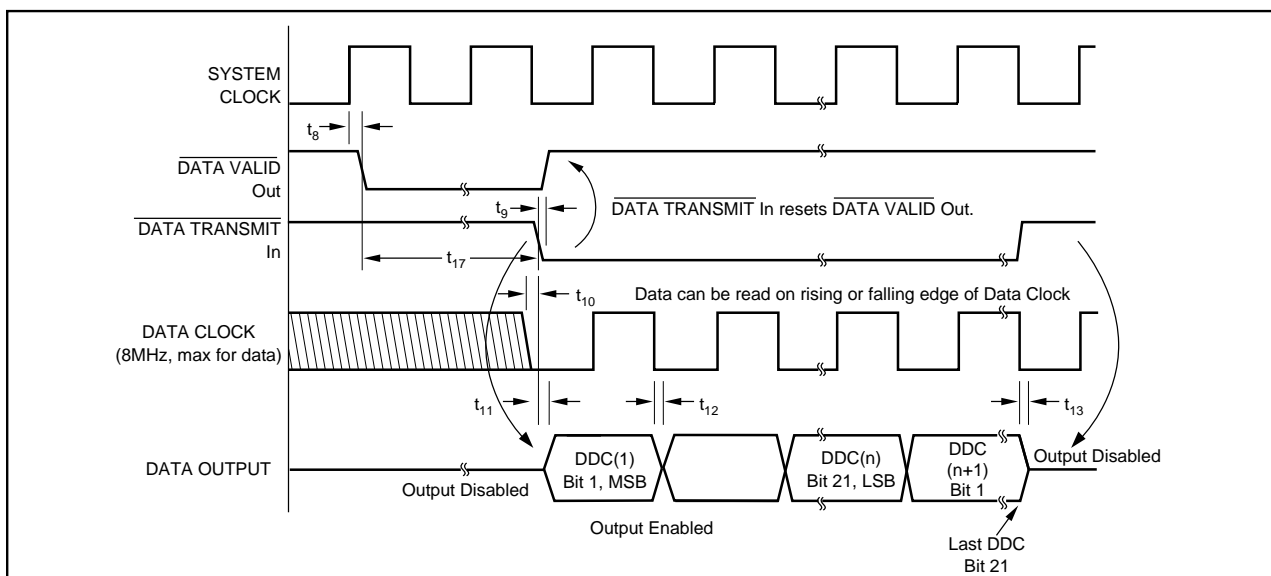 SYSTEM
CLOCK
t8
DATA VALID
Out
t9
DATA TRANSMIT In resets DATA VALID Out.
DATA TRANSMIT
In
t17
t10
Data can be read on rising or falling edge of Data Clock
DATA CLOCK
(8MHz, max for data)
t11
t12
t13
DATA OUTPUT
Output Disabled
DDC(1)
Bit 1, MSB
DDC(n)
Bit 21, LSB
DDC
(n+1)
Bit 1
Output Disabled
Output Enabled
Last DDC
Bit 21